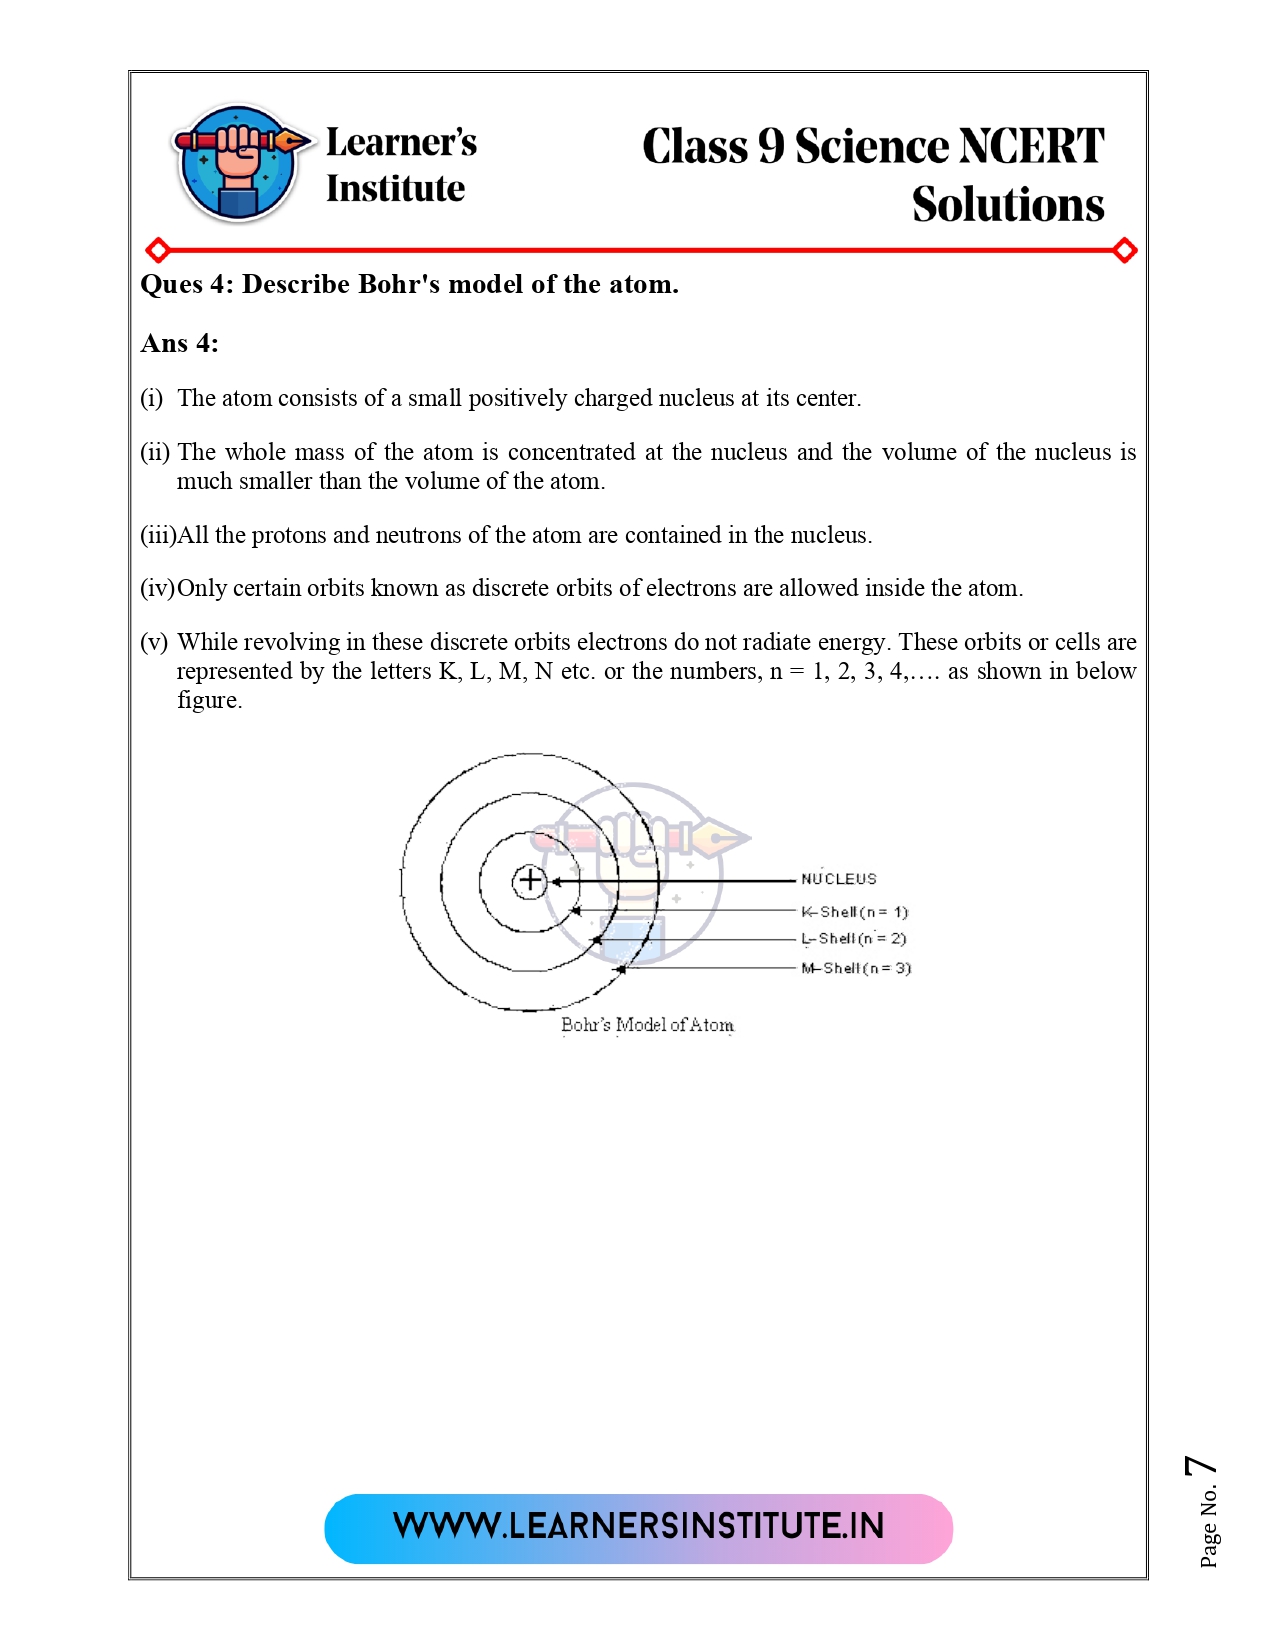 Learner's
Institute
Class 9 Science NCERT
Solutions
Ques 4: Describe Bohr's model of the atom.
Ans 4:
(i) The atom consists of a small positively charged nucleus at its center.
(ii) The whole mass of the atom is concentrated at the nucleus and the volume of the nucleus is
much smaller than the volume of the atom.
(iii)All the protons and neutrons of the atom are contained in the nucleus.
(iv)Only certain orbits known as discrete orbits of electrons are allowed inside the atom.
(v) While revolving in these discrete orbits electrons do not radiate energy. These orbits or cells are
represented by the letters K, L, M, N etc. or the numbers, n = 1, 2, 3, 4,…. as shown in below
figure.
+
NUCLEUS
K-Shell (n = 1)
L-Shell (n = 2)
M-Shell (n = 3)
Bohr's Model of Atom
WWW.LEARNERSINSTITUTE.IN
Page No. 7